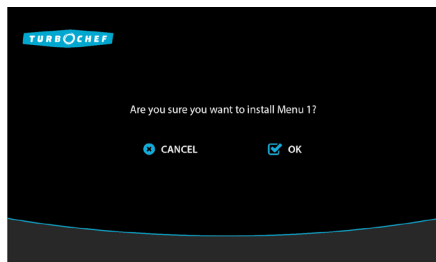 TURBOCHEF
Are you sure you want to install Menu 1?
CANCEL
OK